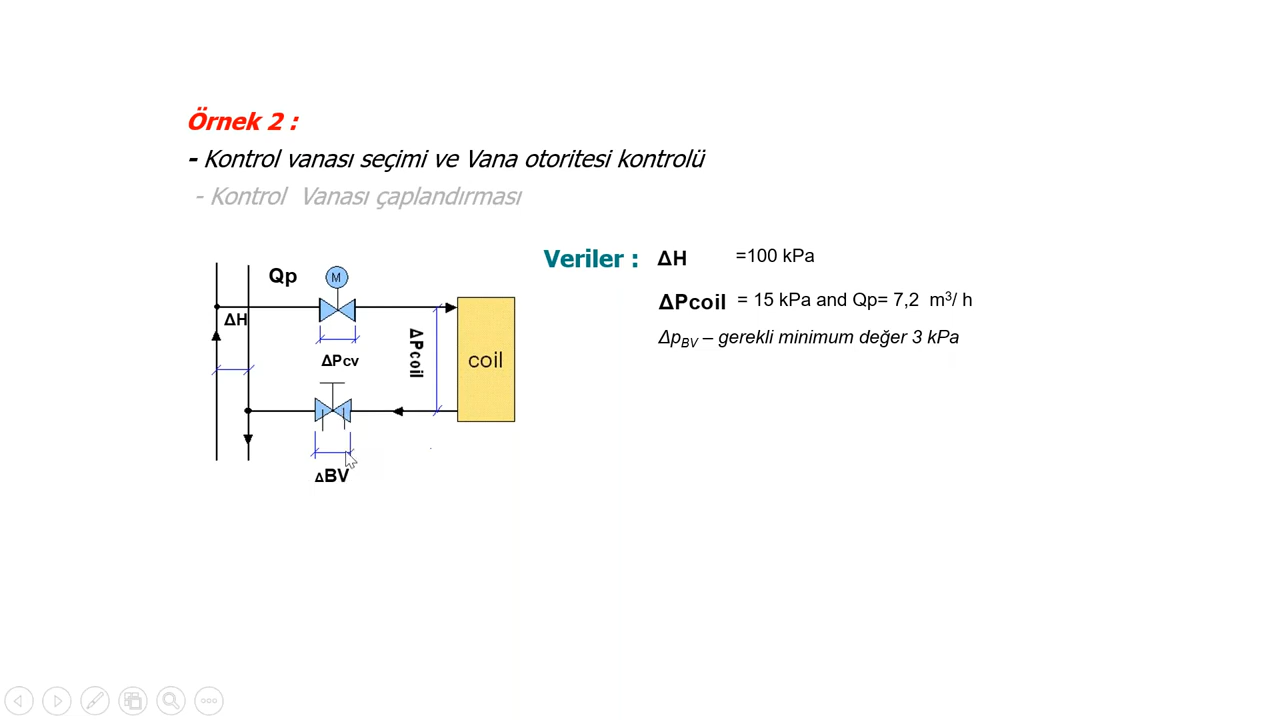 Örnek 2 :
- Kontrol vanası seçimi ve Vana otoritesi kontrolü
- Kontrol Vanası çaplandırması
Veriler : ΔH =100 kPa
ΔPcoil = 15 kPa and Qp= 7,2 m³/ h
Δp_BV – gerekli minimum değer 3 kPa
Qp
M
ΔH
ΔPcv
ΔPcoil
coil
ΔBV